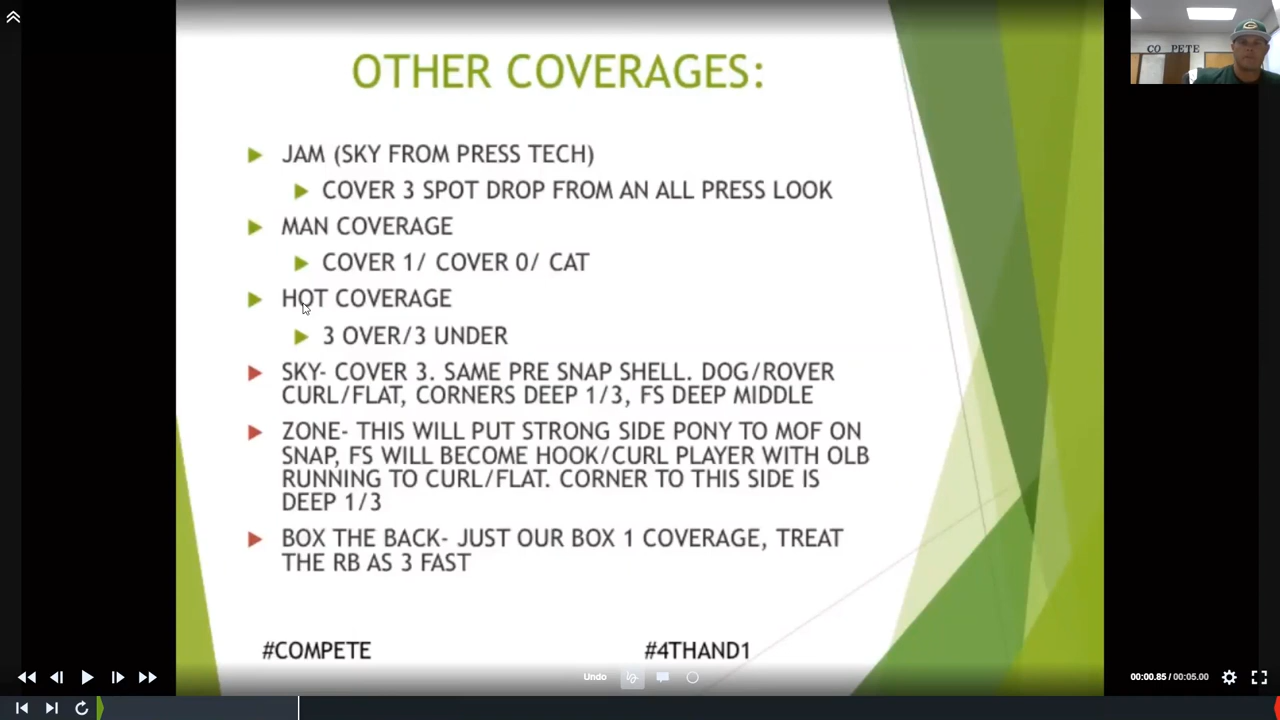 CO PETE
OTHER COVERAGES:
JAM (SKY FROM PRESS TECH)
COVER 3 SPOT DROP FROM AN ALL PRESS LOOK
MAN COVERAGE
COVER 1/ COVER 0/ CAT
HOT COVERAGE
3 OVER/3 UNDER
SKY- COVER 3. SAME PRE SNAP SHELL. DOG/ROVER
CURL/FLAT, CORNERS DEEP 1/3, FS DEEP MIDDLE
ZONE- THIS WILL PUT STRONG SIDE PONY TO MOF ON
SNAP, FS WILL BECOME HOOK/CURL PLAYER WITH OLB
RUNNING TO CURL/FLAT. CORNER TO THIS SIDE IS
DEEP 1/3
BOX THE BACK- JUST OUR BOX 1 COVERAGE, TREAT
THE RB AS 3 FAST
#COMPETE #4THAND1
Undo
00:00.85 / 00:05.00